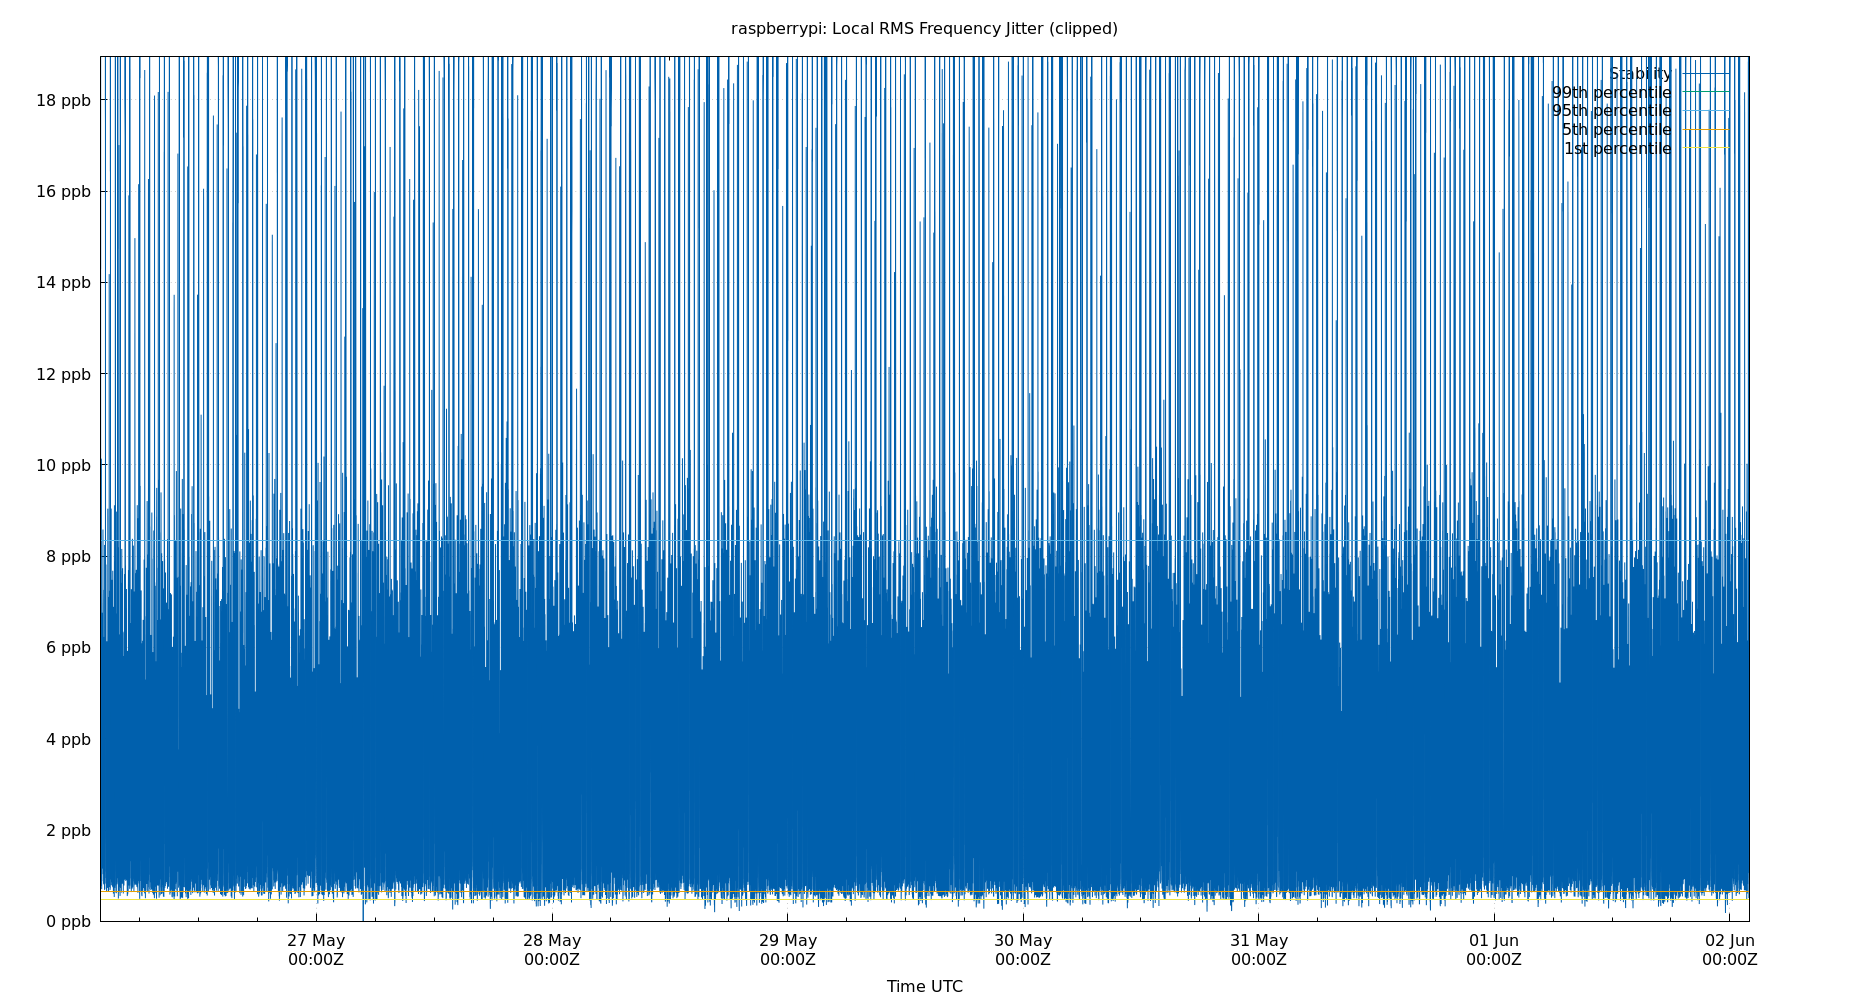 raspberrypi: Local RMS Frequency Jitter (clipped)
Stability
99th percentile
95th percentile
5th percentile
1st percentile
18 ppb
16 ppb
14 ppb
12 ppb
10 ppb
8 ppb
6 ppb
4 ppb
2 ppb
0 ppb
27 May 28 May 29 May 30 May 31 May 01 Jun 02 Jun
00:00Z 00:00Z 00:00Z 00:00Z 00:00Z 00:00Z 00:00Z
Time UTC